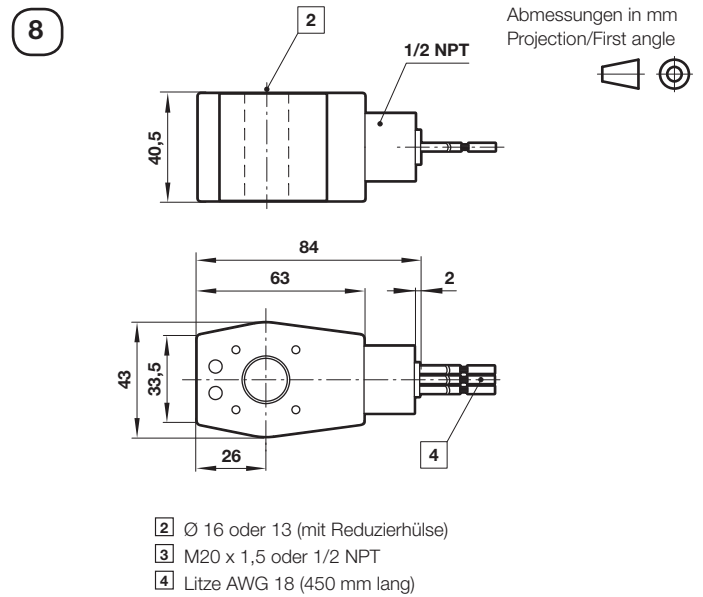 8
2
1/2 NPT
Abmessungen in mm
Projection/First angle
40,5
84
63
2
43
33,5
26
4
2 Ø 16 oder 13 (mit Reduzierhülse)
3 M20 x 1,5 oder 1/2 NPT
4 Litze AWG 18 (450 mm lang)